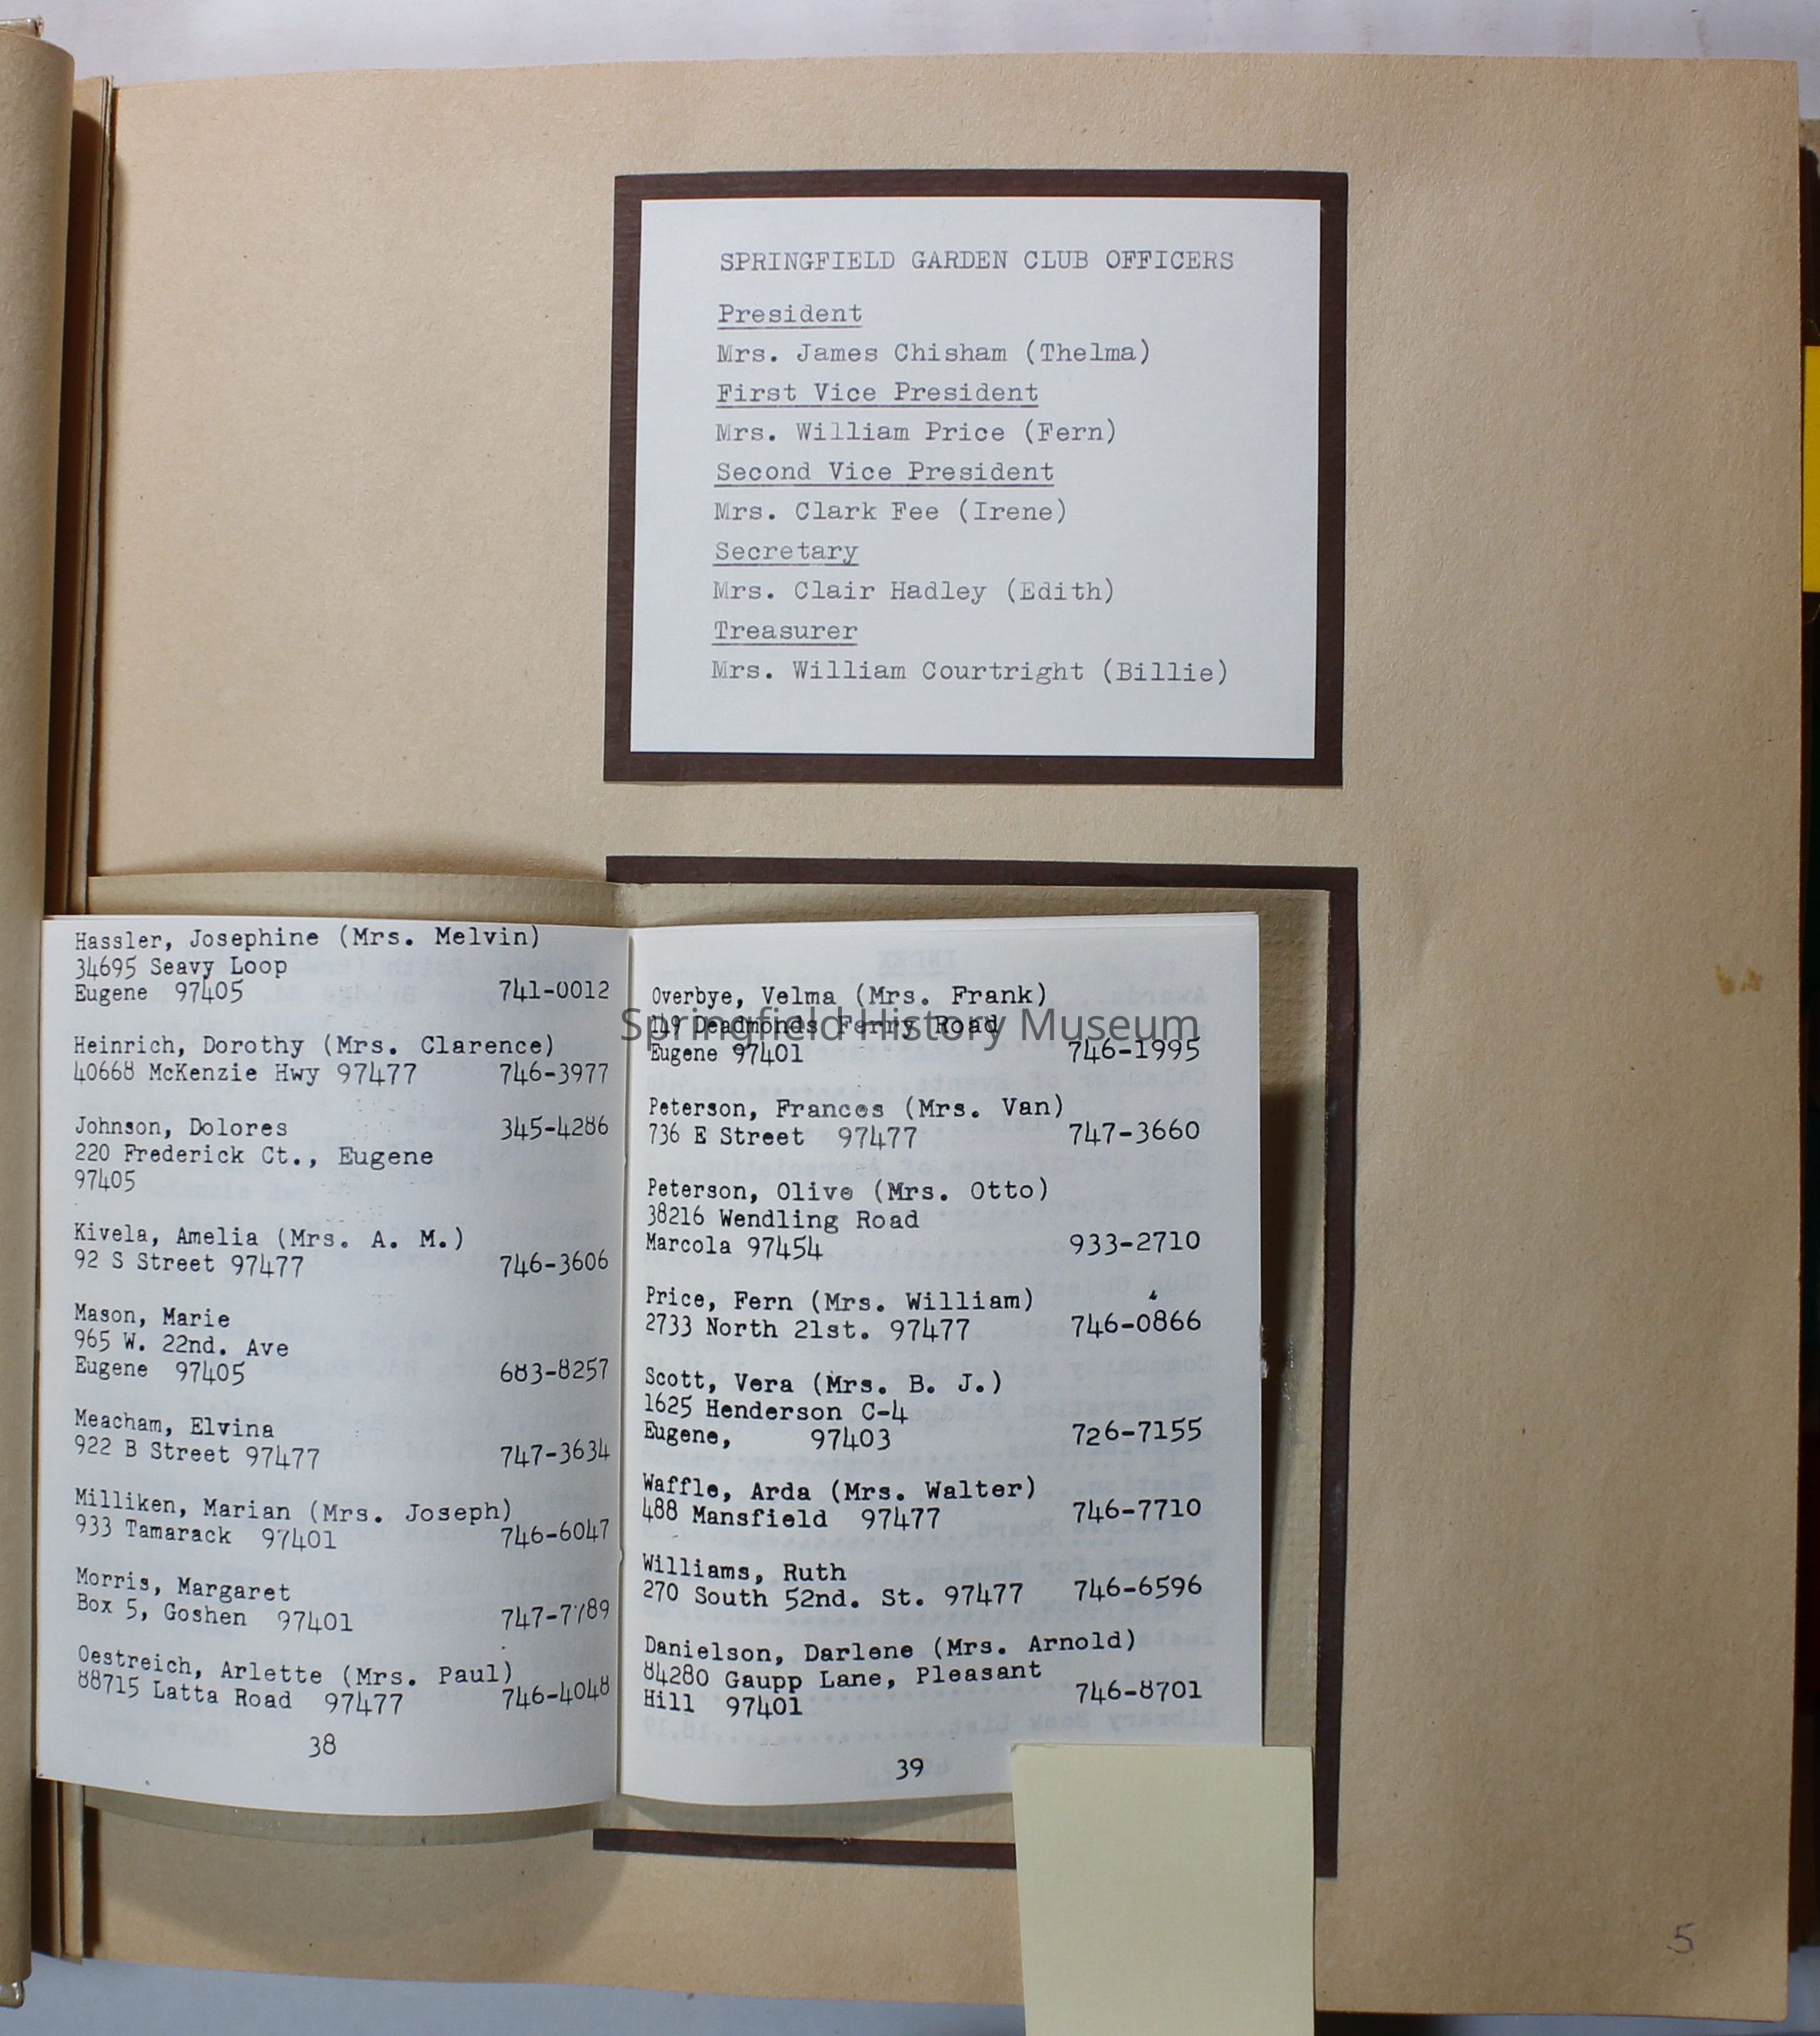 SPRINGFIELD GARDEN CLUB OFFICERS
President
Mrs. James Chisham (Thelma)
First Vice President
Mrs. William Price (Fern)
Second Vice President
Mrs. Clark Fee (Irene)
Secretary
Mrs. Clair Hadley (Edith)
Treasurer
Mrs. William Courtright (Billie)
Hassler, Josephine (Mrs. Melvin)
34695 Seavy Loop
Eugene 97405 741-0012
Heinrich, Dorothy (Mrs. Clarence)
40668 McKenzie Hwy 97477 746-3977
Johnson, Dolores 345-4286
220 Frederick Ct., Eugene
97405
Kivela, Amelia (Mrs. A. M.)
92 S Street 97477 746-3606
Mason, Marie
965 W. 22nd. Ave
Eugene 97405 683-8257
Meacham, Elvina
922 B Street 97477 747-3634
Milliken, Marian (Mrs. Joseph)
933 Tamarack 97401 746-6047
Morris, Margaret
Box 5, Goshen 97401 747-7789
Oestreich, Arlette (Mrs. Paul)
88715 Latta Road 97477 746-4048
38
Overbye, Velma (Mrs. Frank)
Deadmonds Ferry Road
Eugene 97401 746-1995
Peterson, Frances (Mrs. Van)
736 E Street 97477 747-3660
Peterson, Olive (Mrs. Otto)
38216 Wendling Road
Marcola 97454 933-2710
Price, Fern (Mrs. William)
2733 North 21st. 97477 746-0866
Scott, Vera (Mrs. B. J.)
1625 Henderson C-4
Eugene, 97403 726-7155
Waffle, Arda (Mrs. Walter)
488 Mansfield 97477 746-7710
Williams, Ruth
270 South 52nd. St. 97477 746-6596
Danielson, Darlene (Mrs. Arnold)
84280 Gaupp Lane, Pleasant
Hill 97401 746-8701
39
Springfield History Museum
5